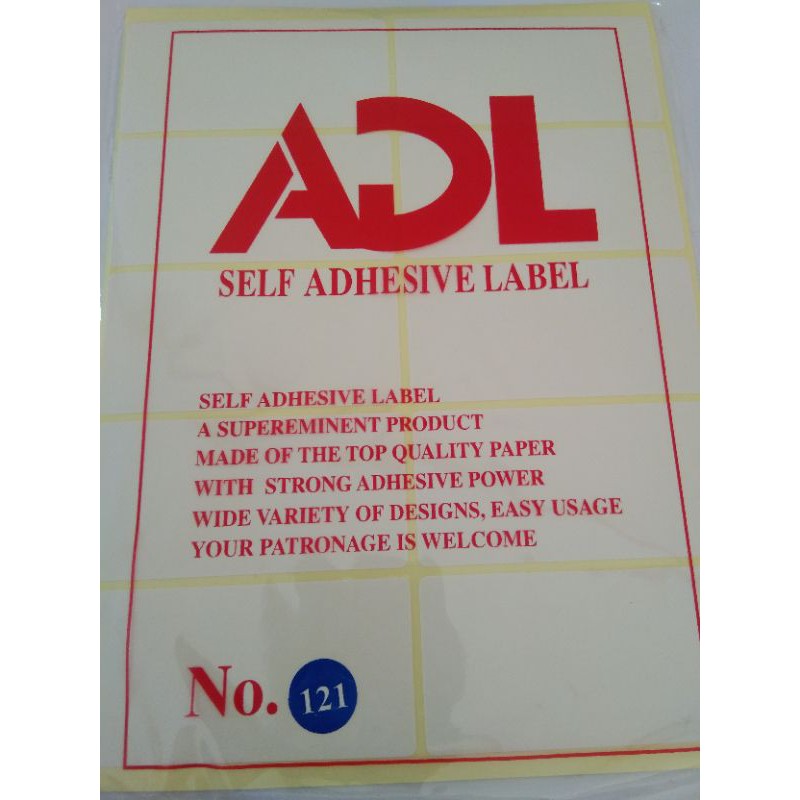 ADL
SELF ADHESIVE LABEL
SELF ADHESIVE LABEL
A SUPEREMINENT PRODUCT
MADE OF THE TOP QUALITY PAPER
WITH STRONG ADHESIVE POWER
WIDE VARIETY OF DESIGNS, EASY USAGE
YOUR PATRONAGE IS WELCOME
No. 121